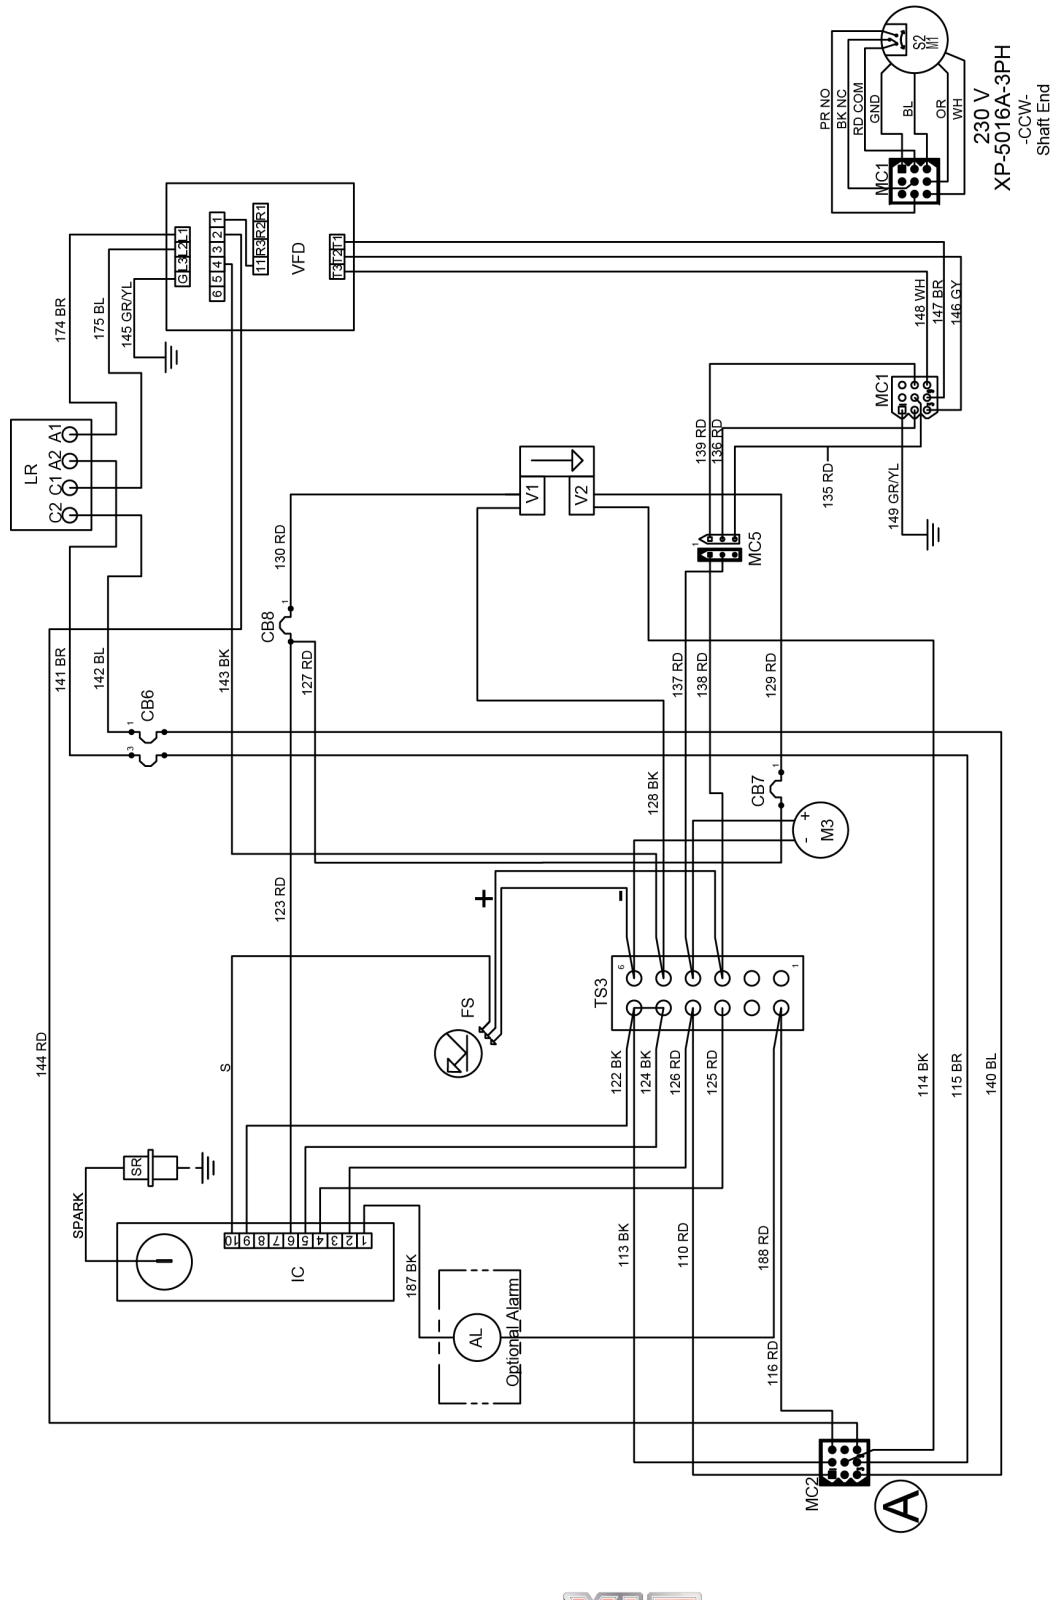 PR NO
BK NC
RD COM
GND
BL
OR
WH
S2
M1
MC1
230 V
XP-5016A-3PH
-CCW-
Shaft End
174 BR
175 BL
145 GR/YL
G L3 L2 L1
6 5 4 3 2 1
11 R3 R2 R1
VFD
T3 T2 T1
LR
C2 C1 A2 A1
148 WH
147 BR
146 GY
MC1
139 RD
136 RD
135 RD
149 GR/YL
V1
V2
130 RD
1
MC5
CB8
1
141 BR
142 BL
143 BK
127 RD
137 RD
138 RD
129 RD
CB6
1
3
128 BK
CB7
1
- +
M3
123 RD
+
-
TS3
6
1
FS
144 RD
S
122 BK
124 BK
126 RD
125 RD
114 BK
115 BR
140 BL
SR
SPARK
10 9 8 7 6 5 4 3 2 1
IC
187 BK
113 BK
110 RD
188 RD
AL
Optional Alarm
116 RD
MC2
A